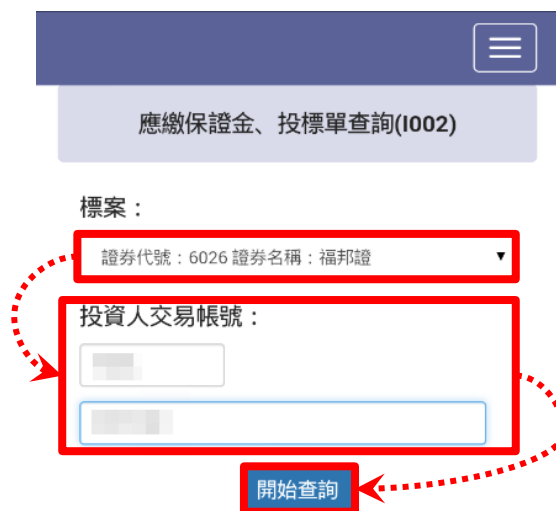 應繳保證金、投標單查詢(I002)
標案：
證券代號：6026 證券名稱：福邦證
投資人交易帳號：
開始查詢